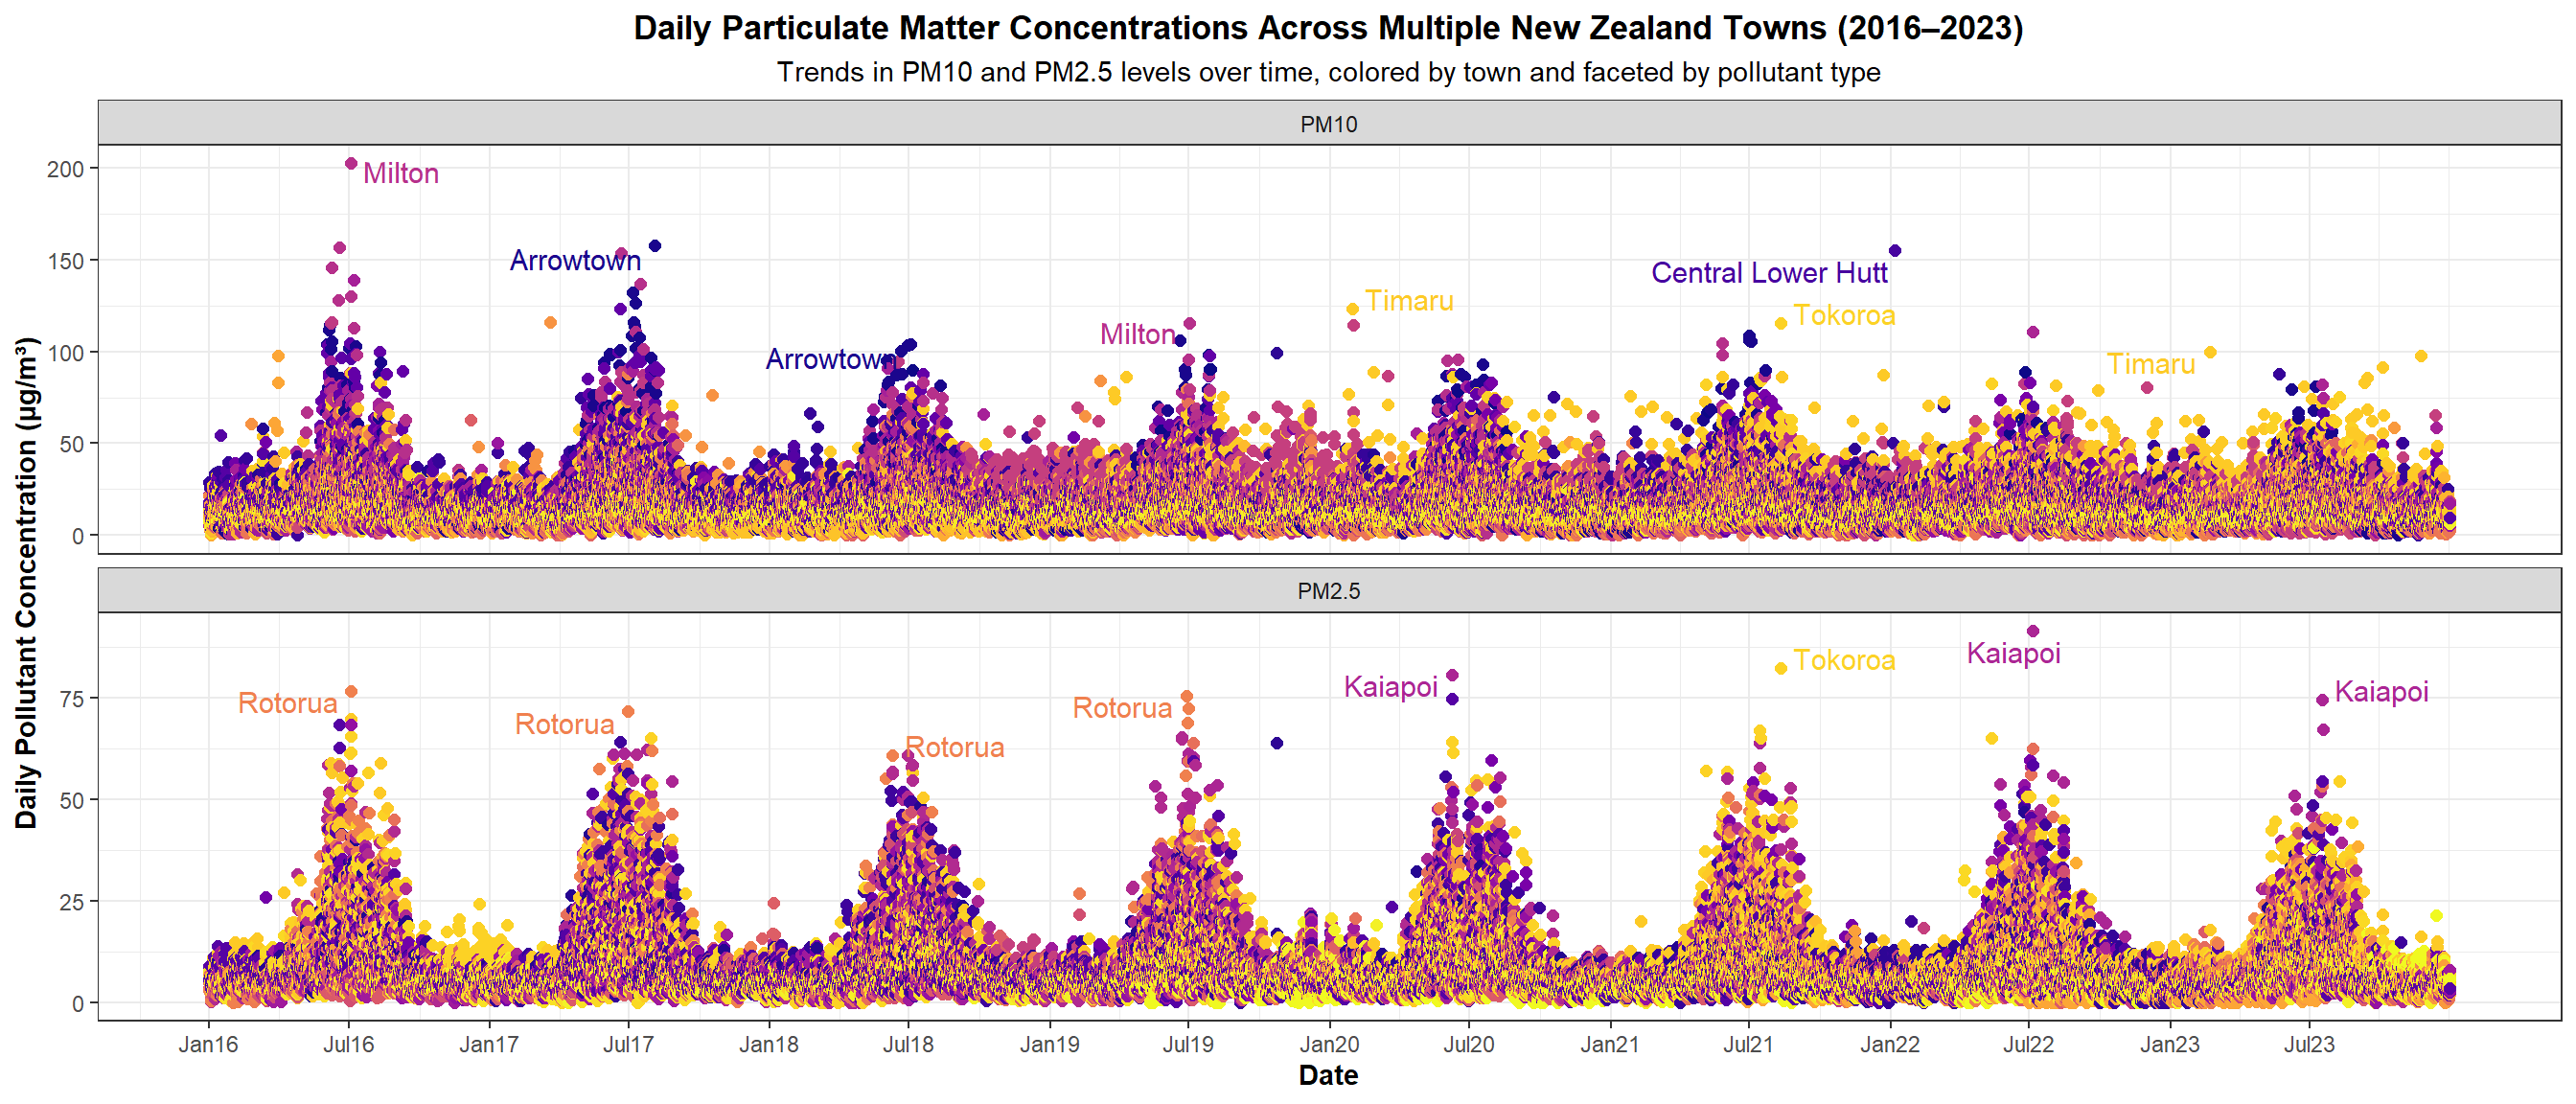 Daily Particulate Matter Concentrations Across Multiple New Zealand Towns (2016–2023)
Trends in PM10 and PM2.5 levels over time, colored by town and faceted by pollutant type
Daily Pollutant Concentration (µg/m³)
PM10
200
150
100
50
0
Milton
Arrowtown
Arrowtown
Milton
Timaru
Central Lower Hutt
Tokoroa
Timaru
PM2.5
75
50
25
0
Rotorua
Rotorua
Rotorua
Rotorua
Kaiapoi
Tokoroa
Kaiapoi
Kaiapoi
Jan16 Jul16 Jan17 Jul17 Jan18 Jul18 Jan19 Jul19 Jan20 Jul20 Jan21 Jul21 Jan22 Jul22 Jan23 Jul23
Date